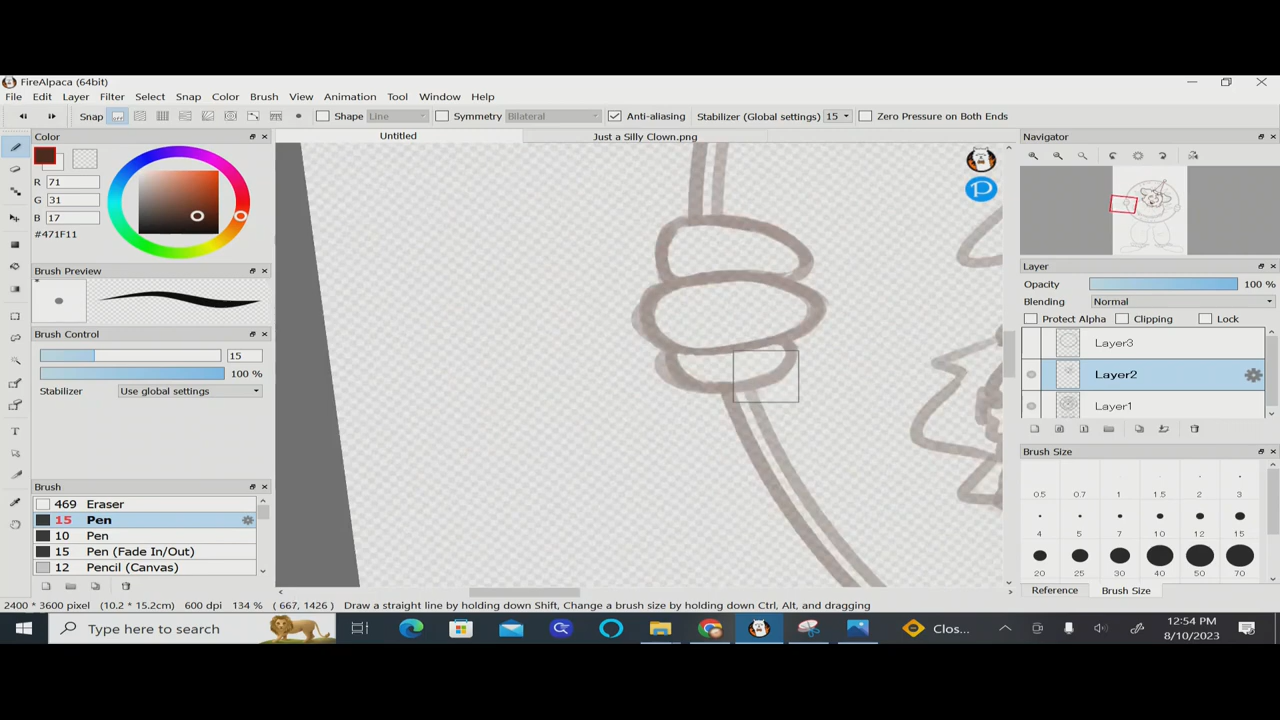 FireAlpaca (64bit)
File Edit Layer Filter Select Snap Color Brush View Animation Tool Window Help
Snap Shape Line Symmetry Bilateral Anti-aliasing Stabilizer (Global settings) 15 Zero Pressure on Both Ends
Color
Untitled
Just a Silly Clown.png
Navigator
R 71
G 31
B 17
#471F11
P
Brush Preview
Layer
Opacity 100 %
Blending Normal
Protect Alpha Clipping Lock
Layer3
Layer2
Layer1
Brush Control
15
100 %
Stabilizer Use global settings
Brush
469 Eraser
15 Pen
10 Pen
15 Pen (Fade In/Out)
12 Pencil (Canvas)
Brush Size
0.5 0.7 1 1.5 2 3
4 5 7 10 12 15
20 25 30 40 50 70
Reference Brush Size
2400 * 3600 pixel (10.2 * 15.2cm) 600 dpi 134 % (667, 1426) Draw a straight line by holding down Shift, Change a brush size by holding down Ctrl, Alt, and dragging
Type here to search
Clos...
12:54 PM
8/10/2023